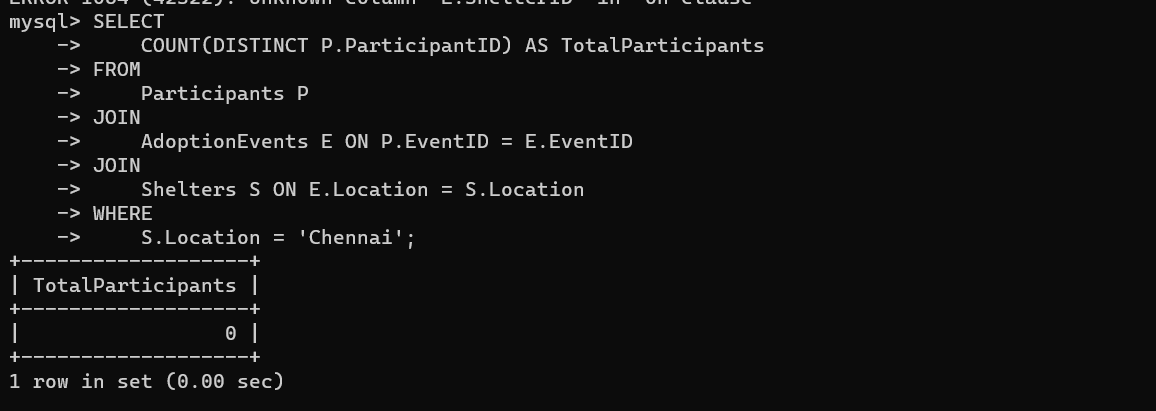 ERROR 1054 (42S22): Unknown column 'E.ShelterID' in 'on clause'
mysql> SELECT
    ->     COUNT(DISTINCT P.ParticipantID) AS TotalParticipants
    -> FROM
    ->     Participants P
    -> JOIN
    ->     AdoptionEvents E ON P.EventID = E.EventID
    -> JOIN
    ->     Shelters S ON E.Location = S.Location
    -> WHERE
    ->     S.Location = 'Chennai';
+-------------------+
| TotalParticipants |
+-------------------+
|                 0 |
+-------------------+
1 row in set (0.00 sec)